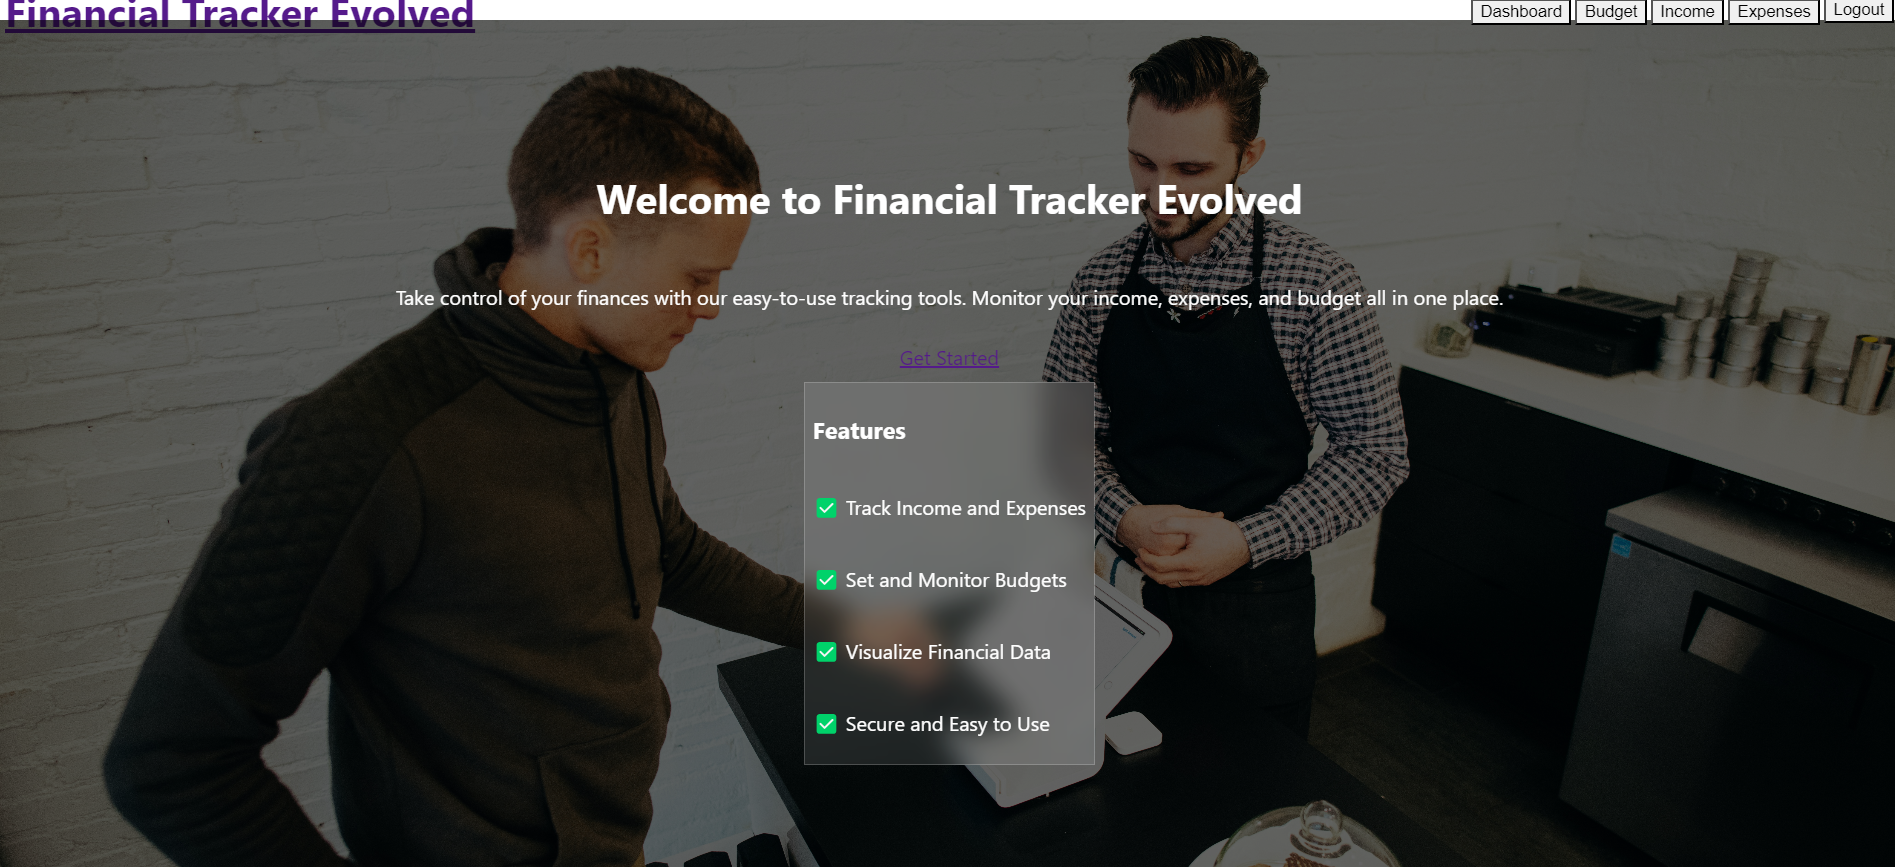 Financial Tracker Evolved
Dashboard Budget Income Expenses Logout
Welcome to Financial Tracker Evolved
Take control of your finances with our easy-to-use tracking tools. Monitor your income, expenses, and budget all in one place.
Get Started
Features
Track Income and Expenses
Set and Monitor Budgets
Visualize Financial Data
Secure and Easy to Use